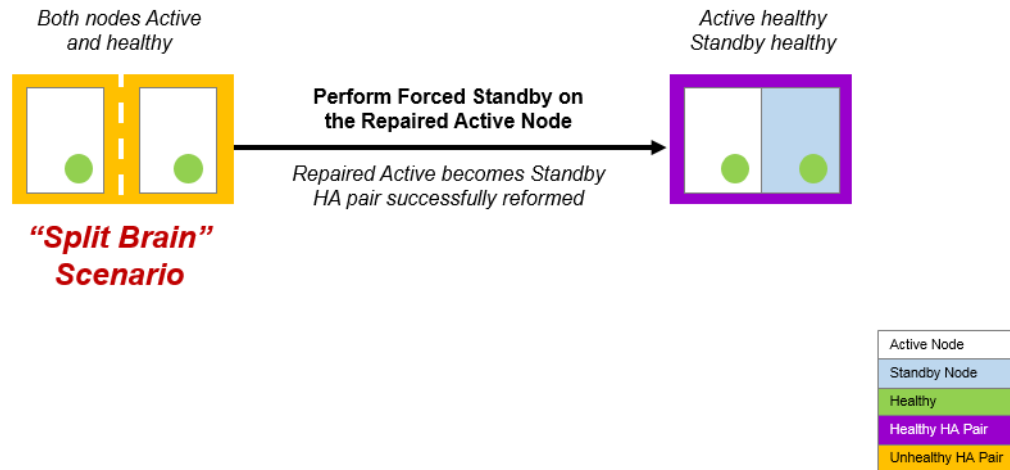 Both nodes Active
and healthy
Active healthy
Standby healthy
Perform Forced Standby on
the Repaired Active Node
Repaired Active becomes Standby
HA pair successfully reformed
“Split Brain”
Scenario
Active Node
Standby Node
Healthy
Healthy HA Pair
Unhealthy HA Pair